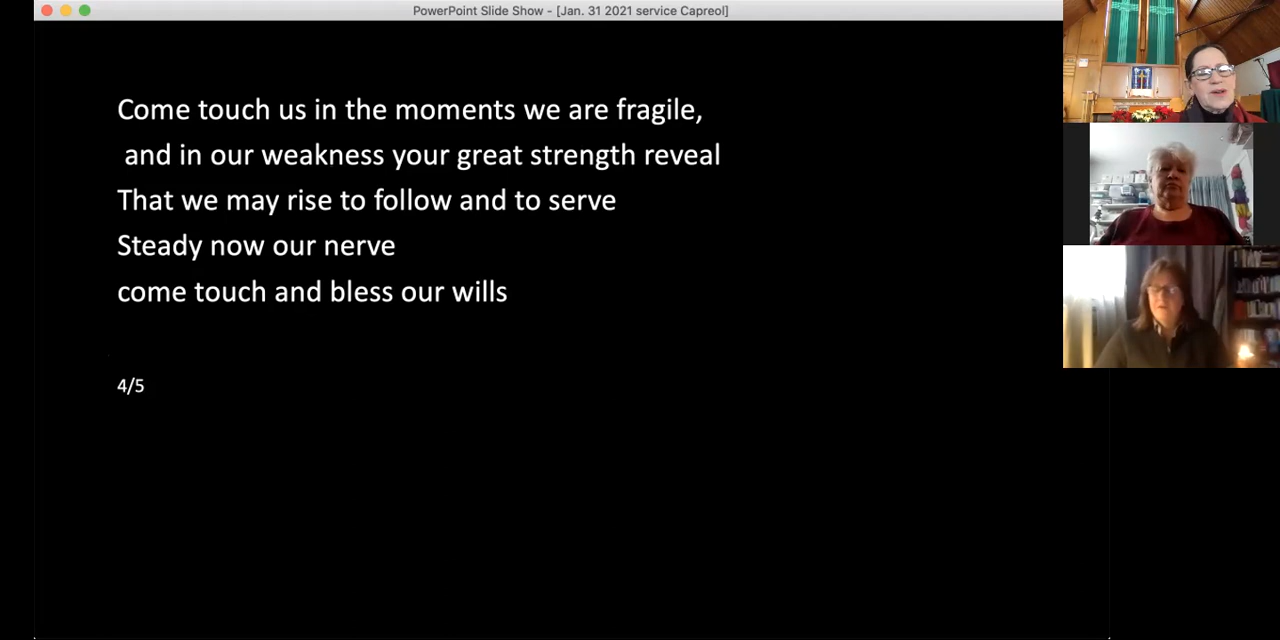 PowerPoint Slide Show - [Jan. 31 2021 service Capreol]
Come touch us in the moments we are fragile,
and in our weakness your great strength reveal
That we may rise to follow and to serve
Steady now our nerve
come touch and bless our wills
4/5